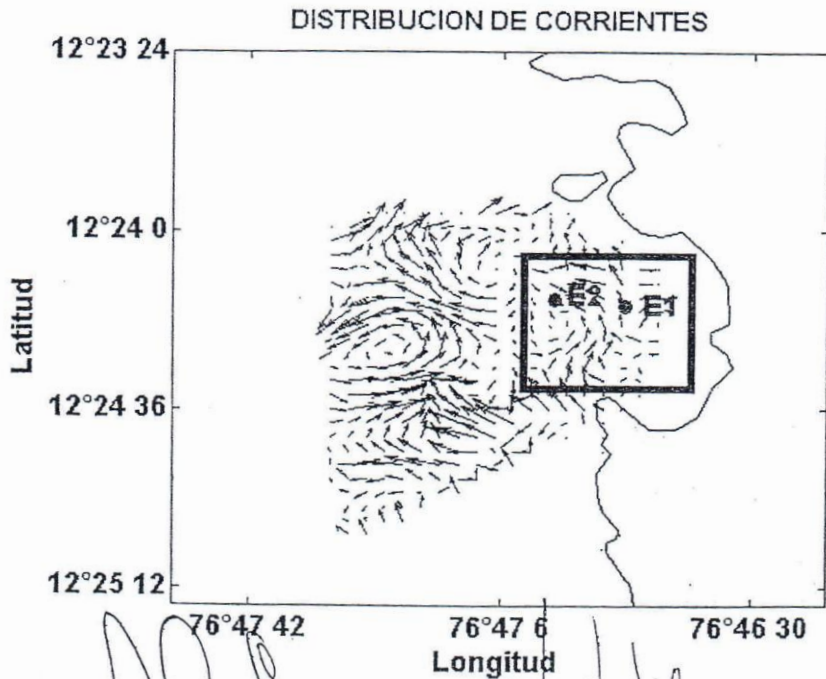 DISTRIBUCION DE CORRIENTES
12°23 24
12°24 0
12°24 36
12°25 12
Latitud
E2
E1
76°47 42
76°47 6
76°46 30
Longitud